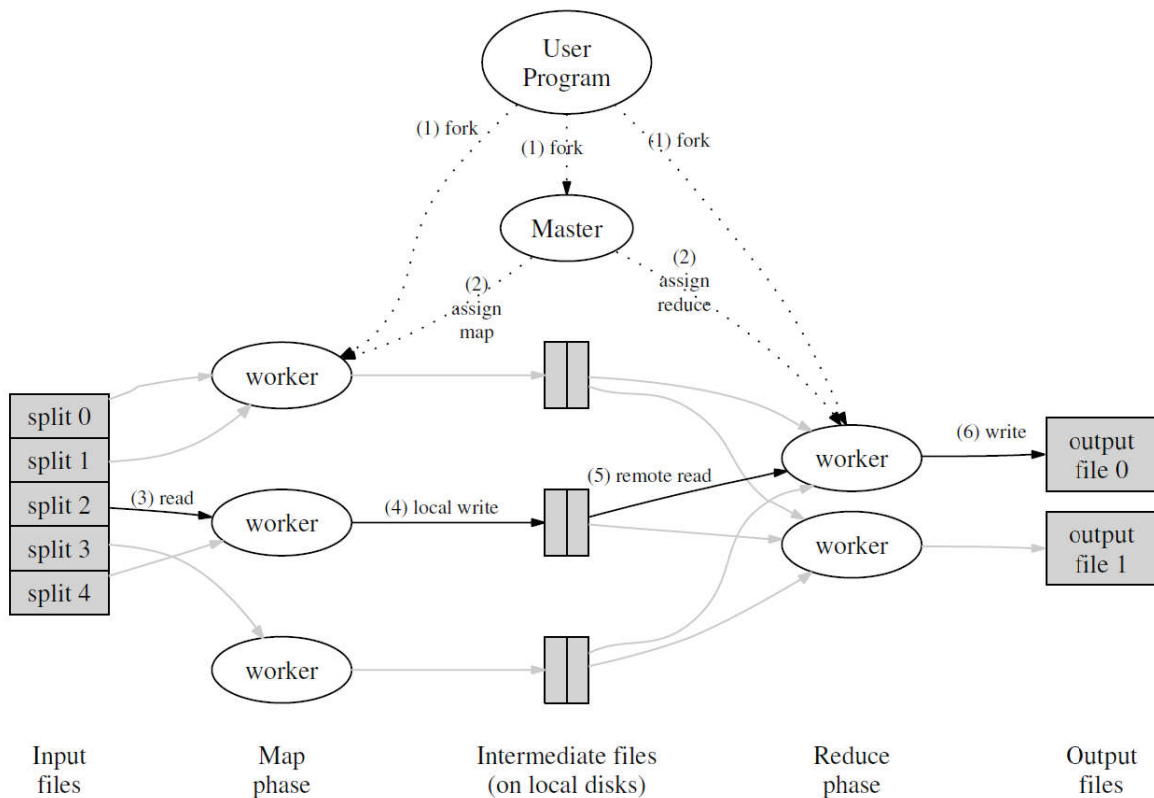 User
Program
(1) fork
(1) fork
(1) fork
Master
(2)
assign
map
(2)
assign
reduce
worker
split 0
split 1
split 2
split 3
split 4
(3) read
worker
(4) local write
worker
(5) remote read
worker
worker
(6) write
output
file 0
output
file 1
Input
files
Map
phase
Intermediate files
(on local disks)
Reduce
phase
Output
files